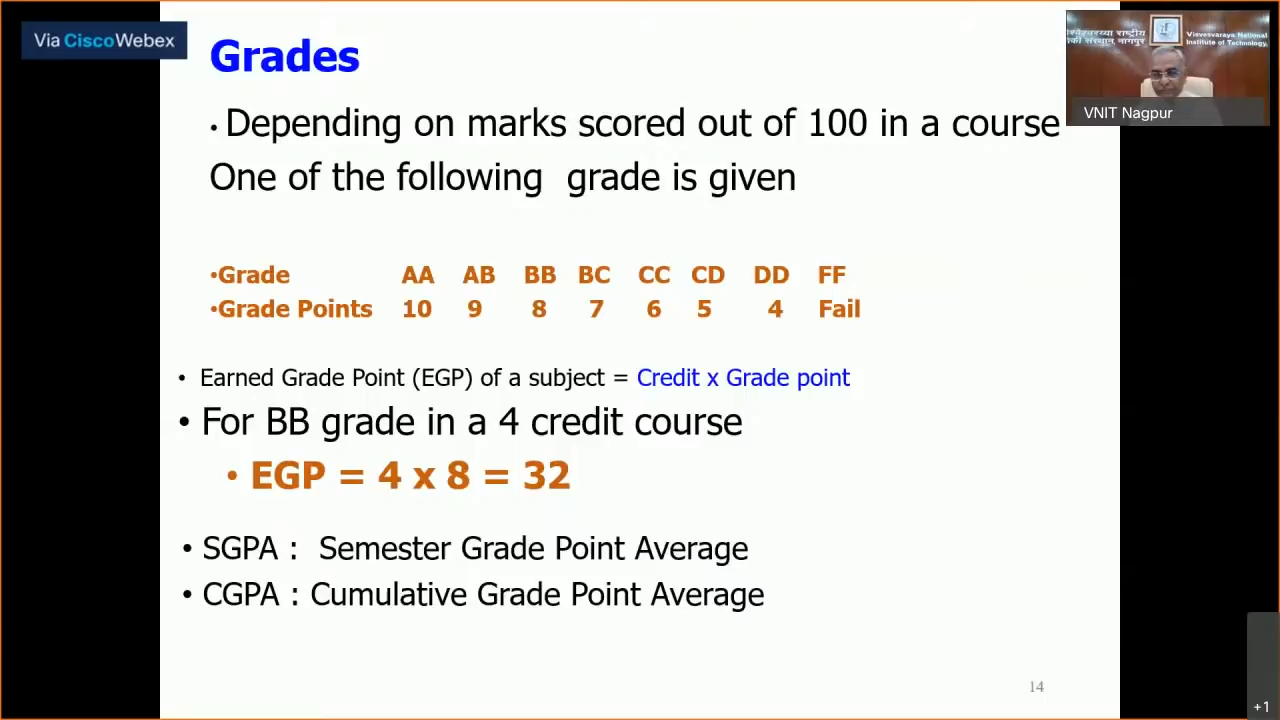 Via CiscoWebex
Grades
• Depending on marks scored out of 100 in a course
One of the following grade is given
•Grade AA AB BB BC CC CD DD FF
•Grade Points 10 9 8 7 6 5 4 Fail
• Earned Grade Point (EGP) of a subject = Credit x Grade point
• For BB grade in a 4 credit course
• EGP = 4 x 8 = 32
• SGPA : Semester Grade Point Average
• CGPA : Cumulative Grade Point Average
14
राष्ट्रीय
संस्थान, नागपुर
Visvesvaraya National
Institute of Technology,
VNIT Nagpur
+1